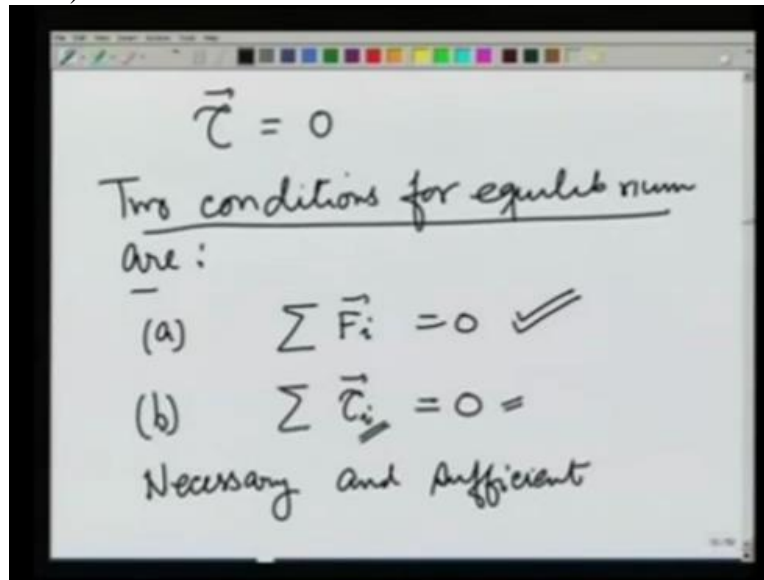 τ⃗ = 0
Two conditions for equilibrium
are :
(a) Σ F⃗i = 0 ✓
(b) Σ τ⃗i = 0
Necessary and sufficient